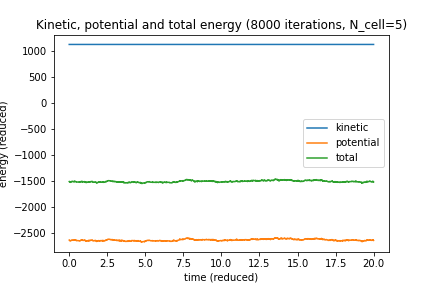 Kinetic, potential and total energy (8000 iterations, N_cell=5)
1000
500
0
−500
−1000
−1500
−2000
−2500
energy (reduced)
kinetic
potential
total
0.0 2.5 5.0 7.5 10.0 12.5 15.0 17.5 20.0
time (reduced)